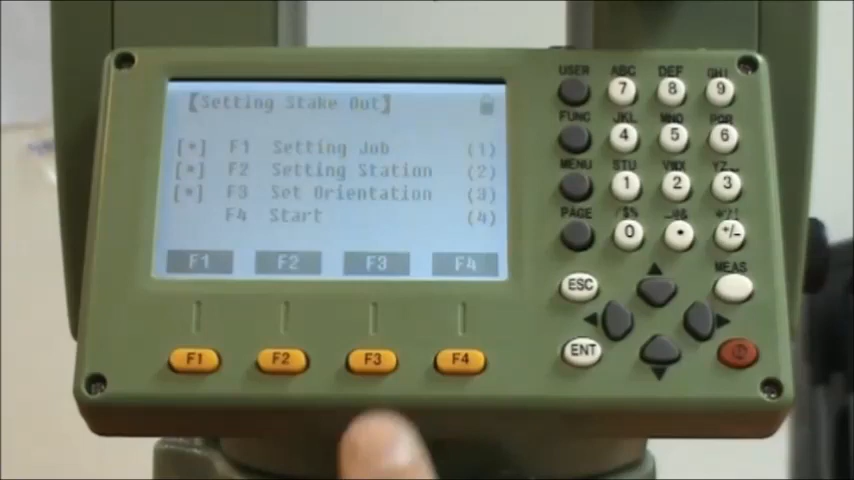 【Setting Stake Out】
[•] F1 Setting Job (1)
[•] F2 Setting Station (2)
[•] F3 Set Orientation (3)
F4 Start (4)
F1 F2 F3 F4
F1 F2 F3 F4
USER ABC DEF GHI
7 8 9
FUNC JKL MNO PQR
4 5 6
MENU STU VWX YZ
1 2 3
PAGE /$%
0 • +/-
MEAS
ESC
ENT